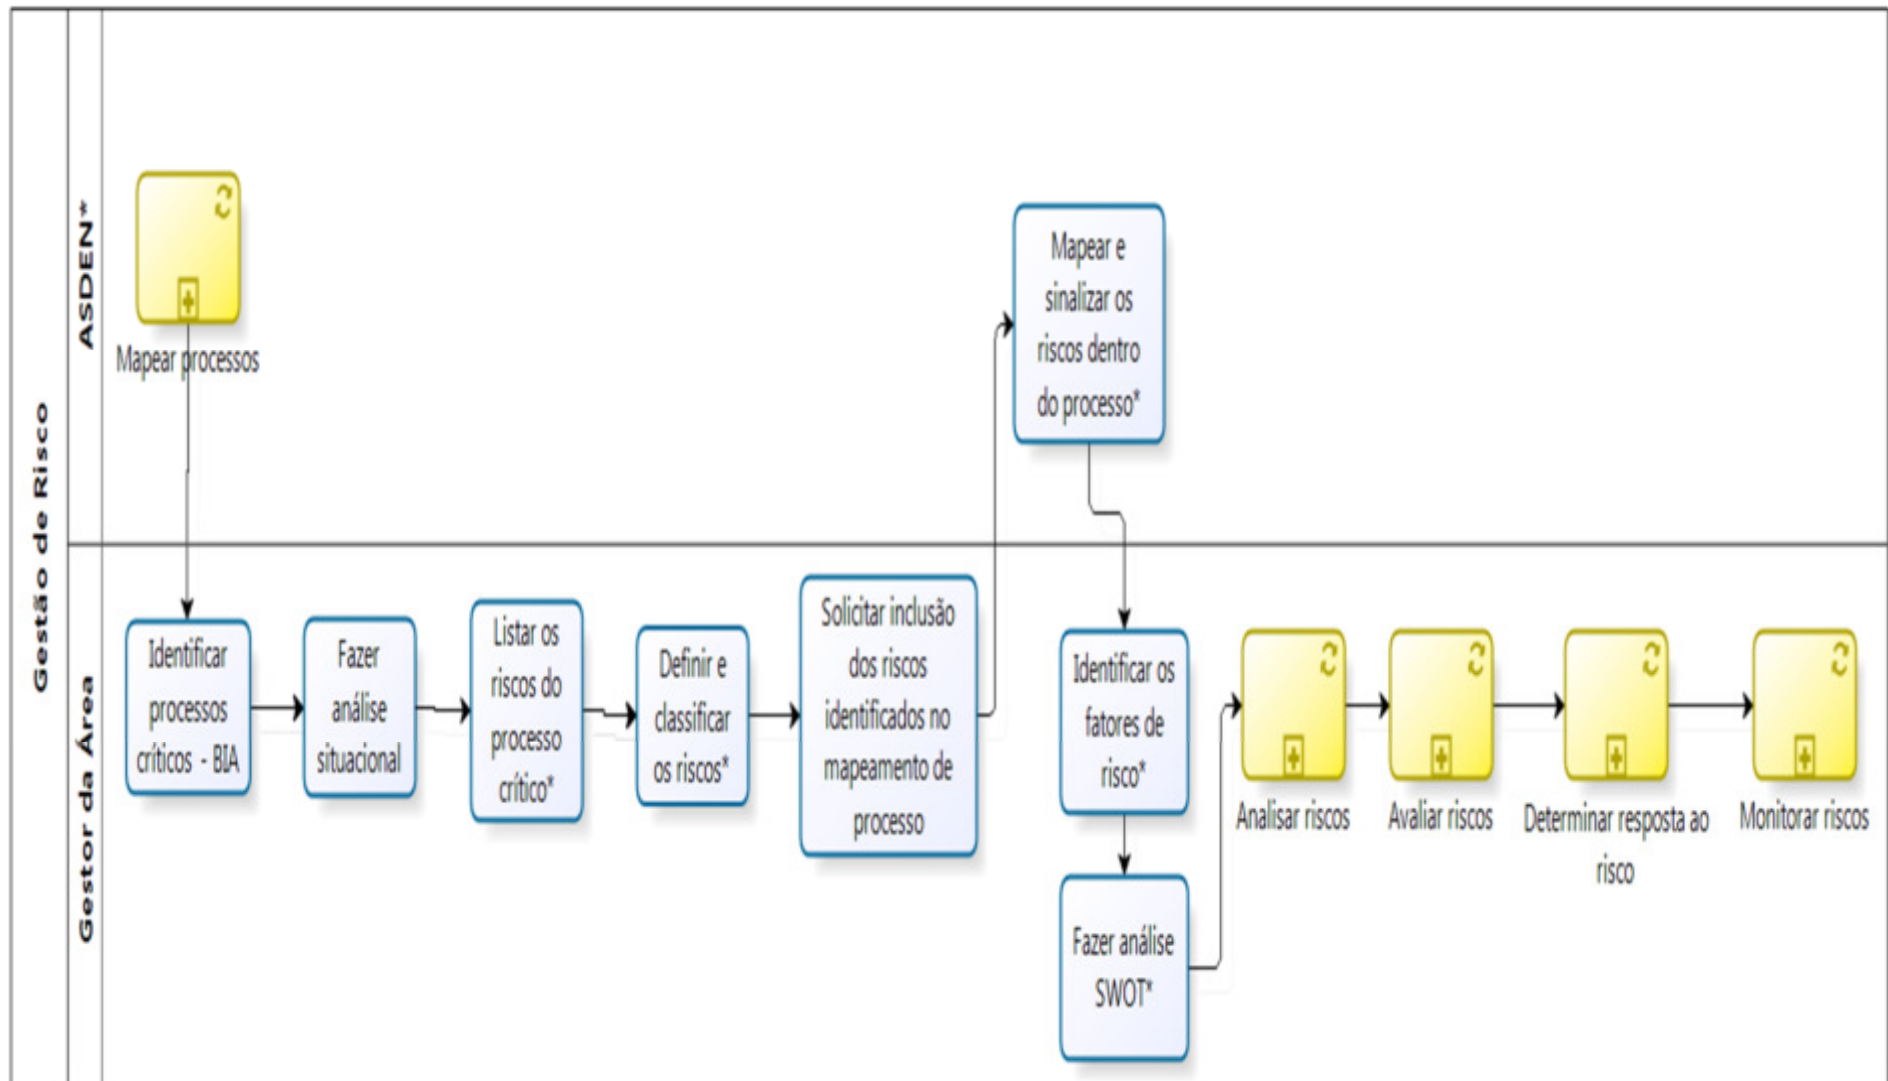 Gestão de Risco
ASDEN*
Mapear processos
Mapear e
sinalizar os
riscos dentro
do processo*
Gestor da Área
Identificar
processos
críticos - BIA
Fazer
análise
situacional
Listar os
riscos do
processo
crítico*
Definir e
classificar
os riscos*
Solicitar inclusão
dos riscos
identificados no
mapeamento de
processo
Identificar os
fatores de
risco*
Fazer análise
SWOT*
Analisar riscos
Avaliar riscos
Determinar resposta ao
risco
Monitorar riscos